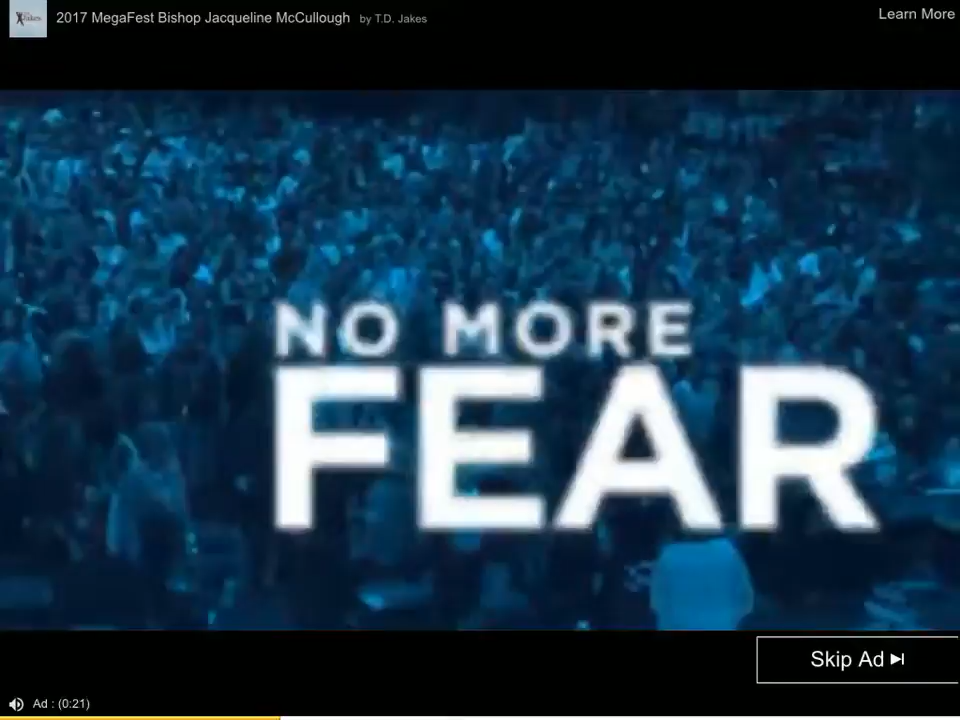 2017 MegaFest Bishop Jacqueline McCullough by T.D. Jakes
Learn More
NO MORE
FEAR
Skip Ad
Ad : (0:21)